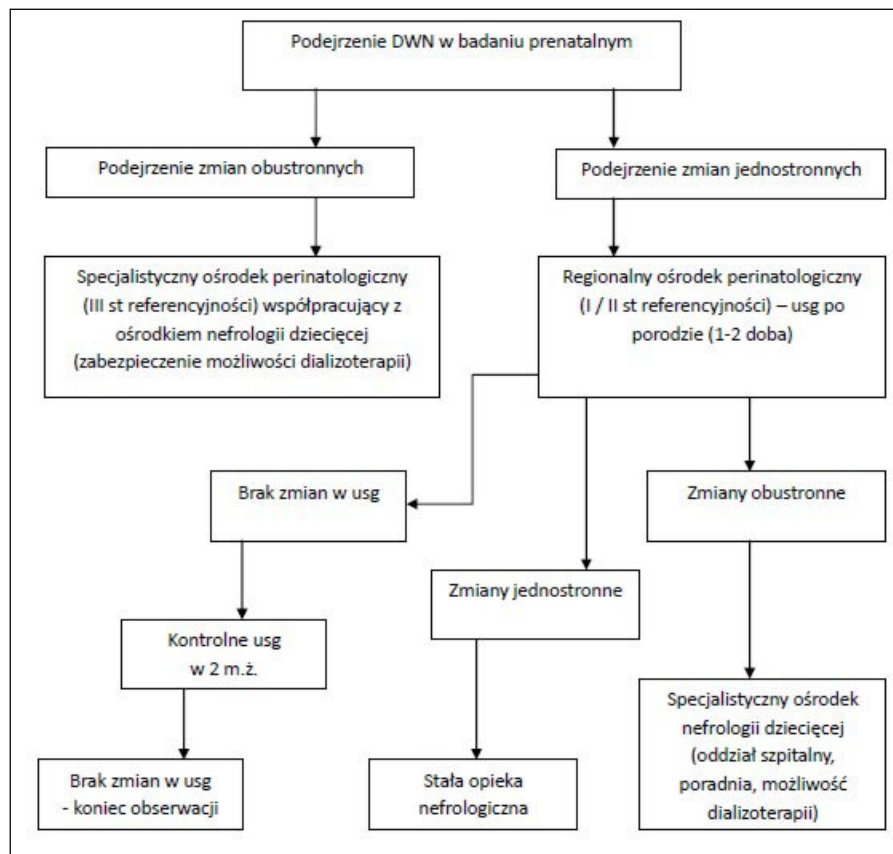 Podejrzenie DWN w badaniu prenatalnym
Podejrzenie zmian obustronnych
Podejrzenie zmian jednostronnych
Specjalistyczny ośrodek perinatologiczny
(III st referencyjności) współpracujący z
ośrodkiem nefrologii dziecięcej
(zabezpieczenie możliwości dializoterapii)
Regionalny ośrodek perinatologiczny
(I / II st referencyjności) – usg po
porodzie (1-2 doba)
Brak zmian w usg
Zmiany obustronne
Zmiany jednostronne
Kontrolne usg
w 2 m.ż.
Specjalistyczny ośrodek
nefrologii dziecięcej
(oddział szpitalny,
poradnia, możliwość
dializoterapii)
Brak zmian w usg
- koniec obserwacji
Stała opieka
nefrologiczna